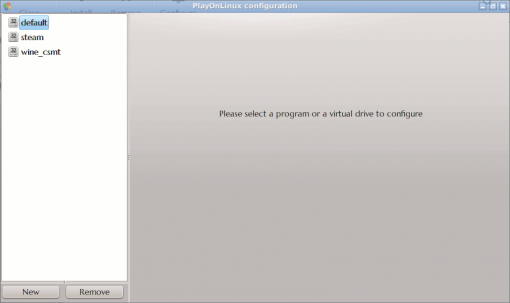 PlayOnLinux configuration
default
steam
wine_csmt
Please select a program or a virtual drive to configure
New
Remove